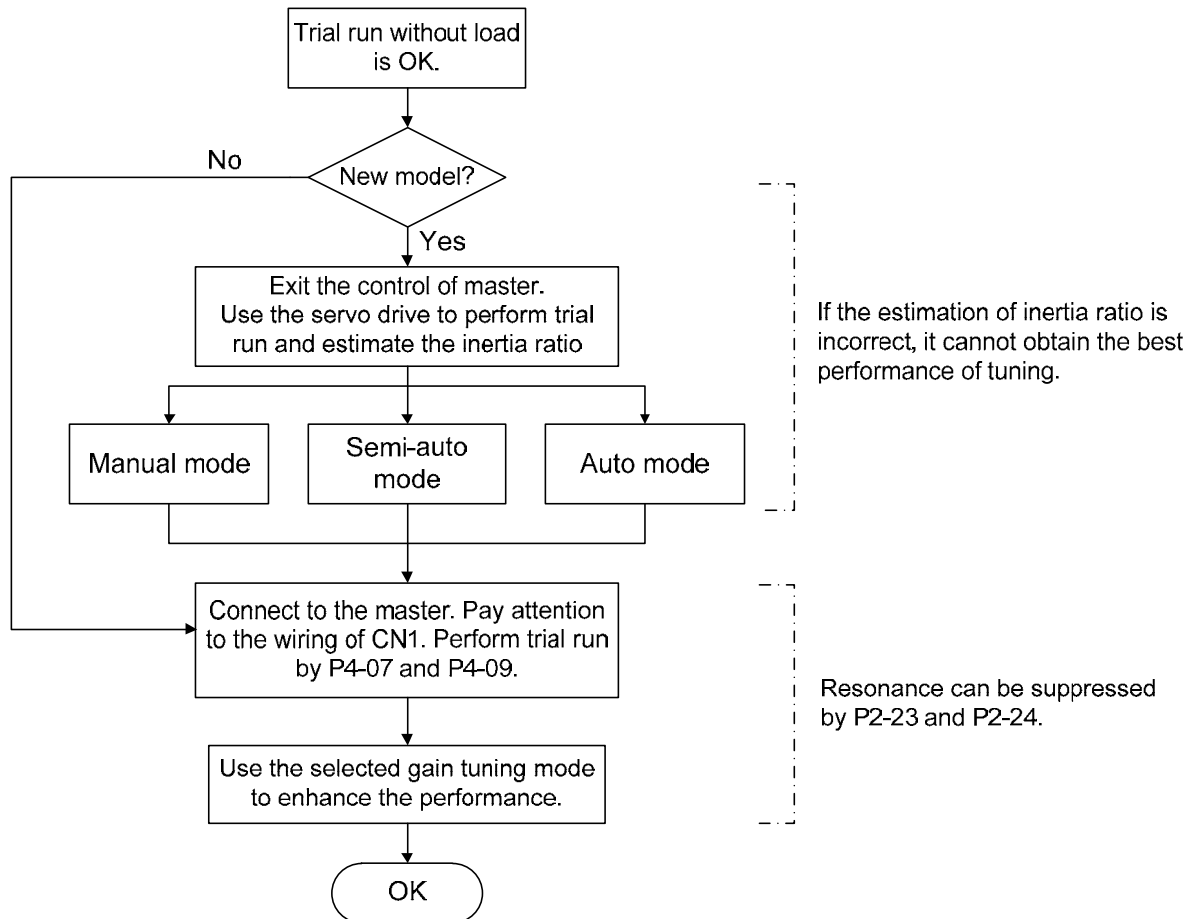 Trial run without load
is OK.
No
New model?
Yes
Exit the control of master.
Use the servo drive to perform trial
run and estimate the inertia ratio
If the estimation of inertia ratio is
incorrect, it cannot obtain the best
performance of tuning.
Manual mode
Semi-auto
mode
Auto mode
Connect to the master. Pay attention
to the wiring of CN1. Perform trial run
by P4-07 and P4-09.
Resonance can be suppressed
by P2-23 and P2-24.
Use the selected gain tuning mode
to enhance the performance.
OK